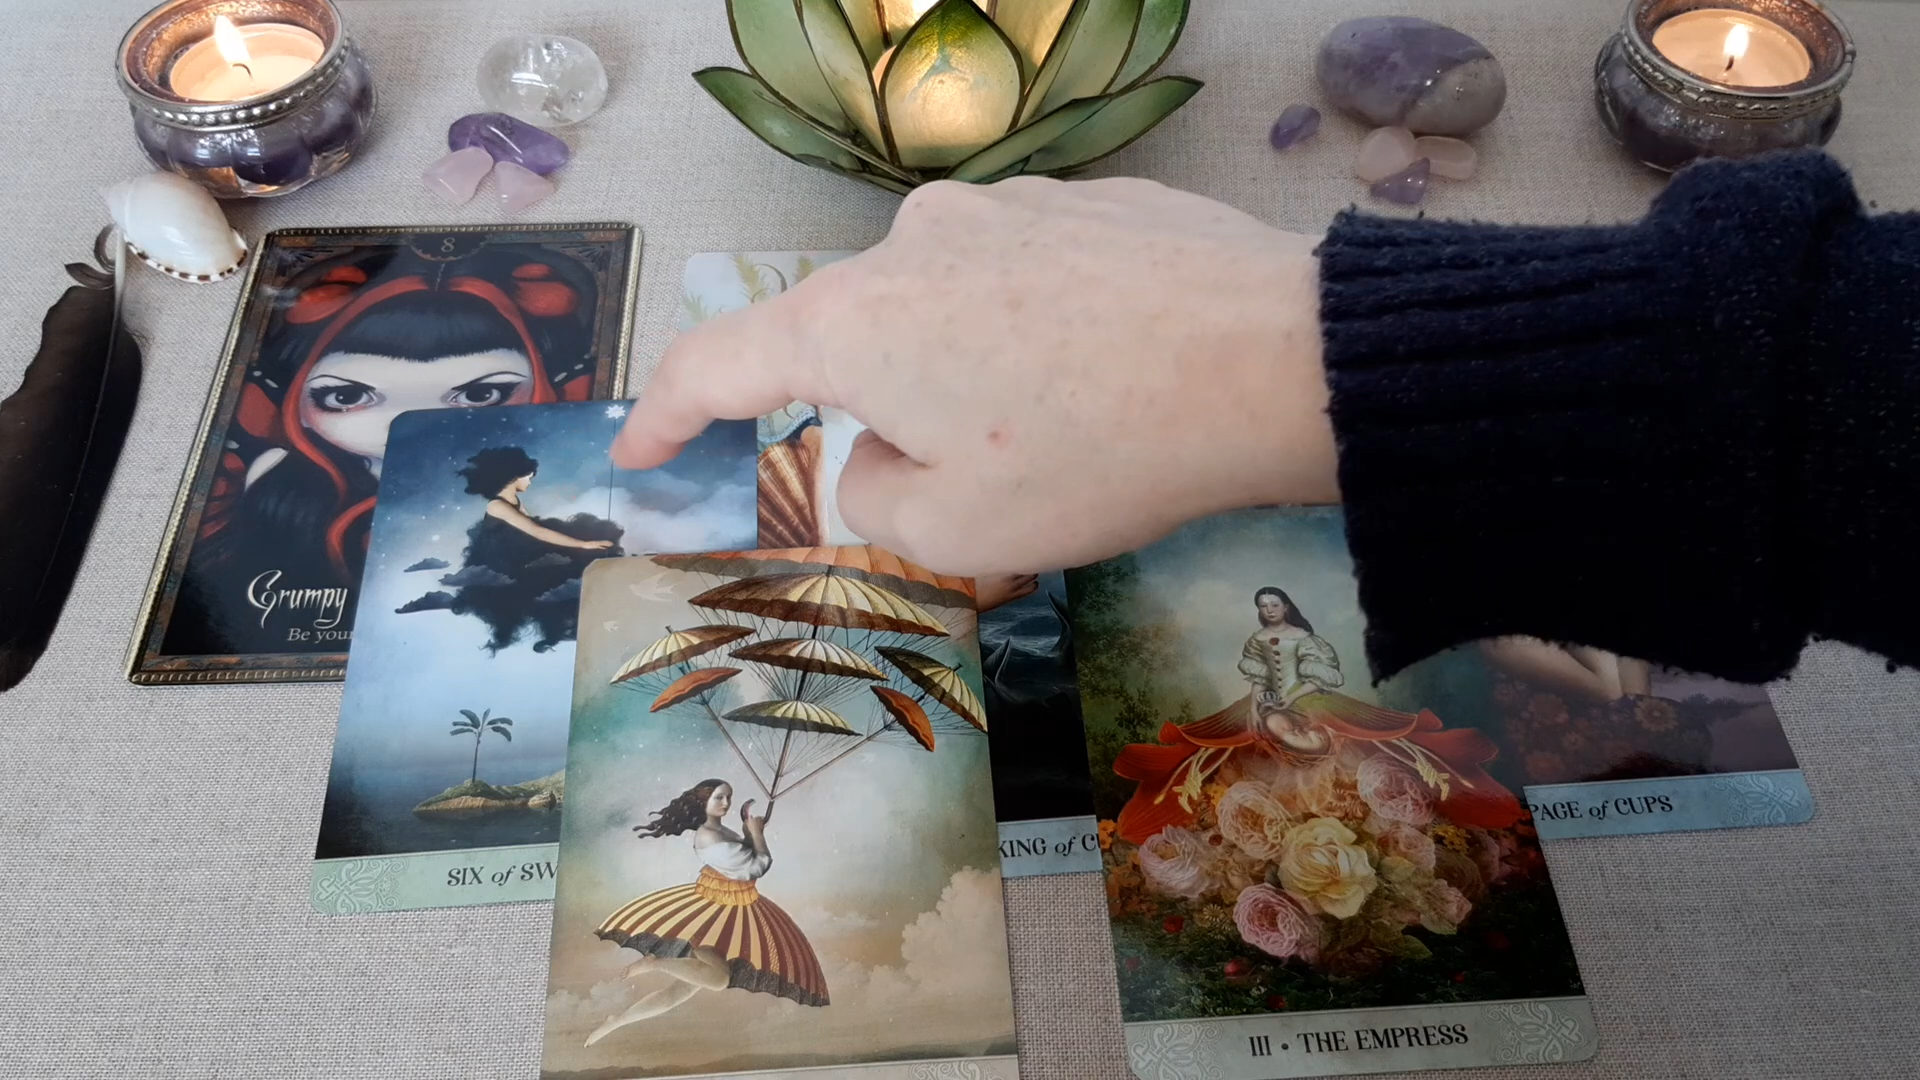 8
Grumpy
Be your
SIX of SW
KING of C
PAGE of CUPS
III • THE EMPRESS